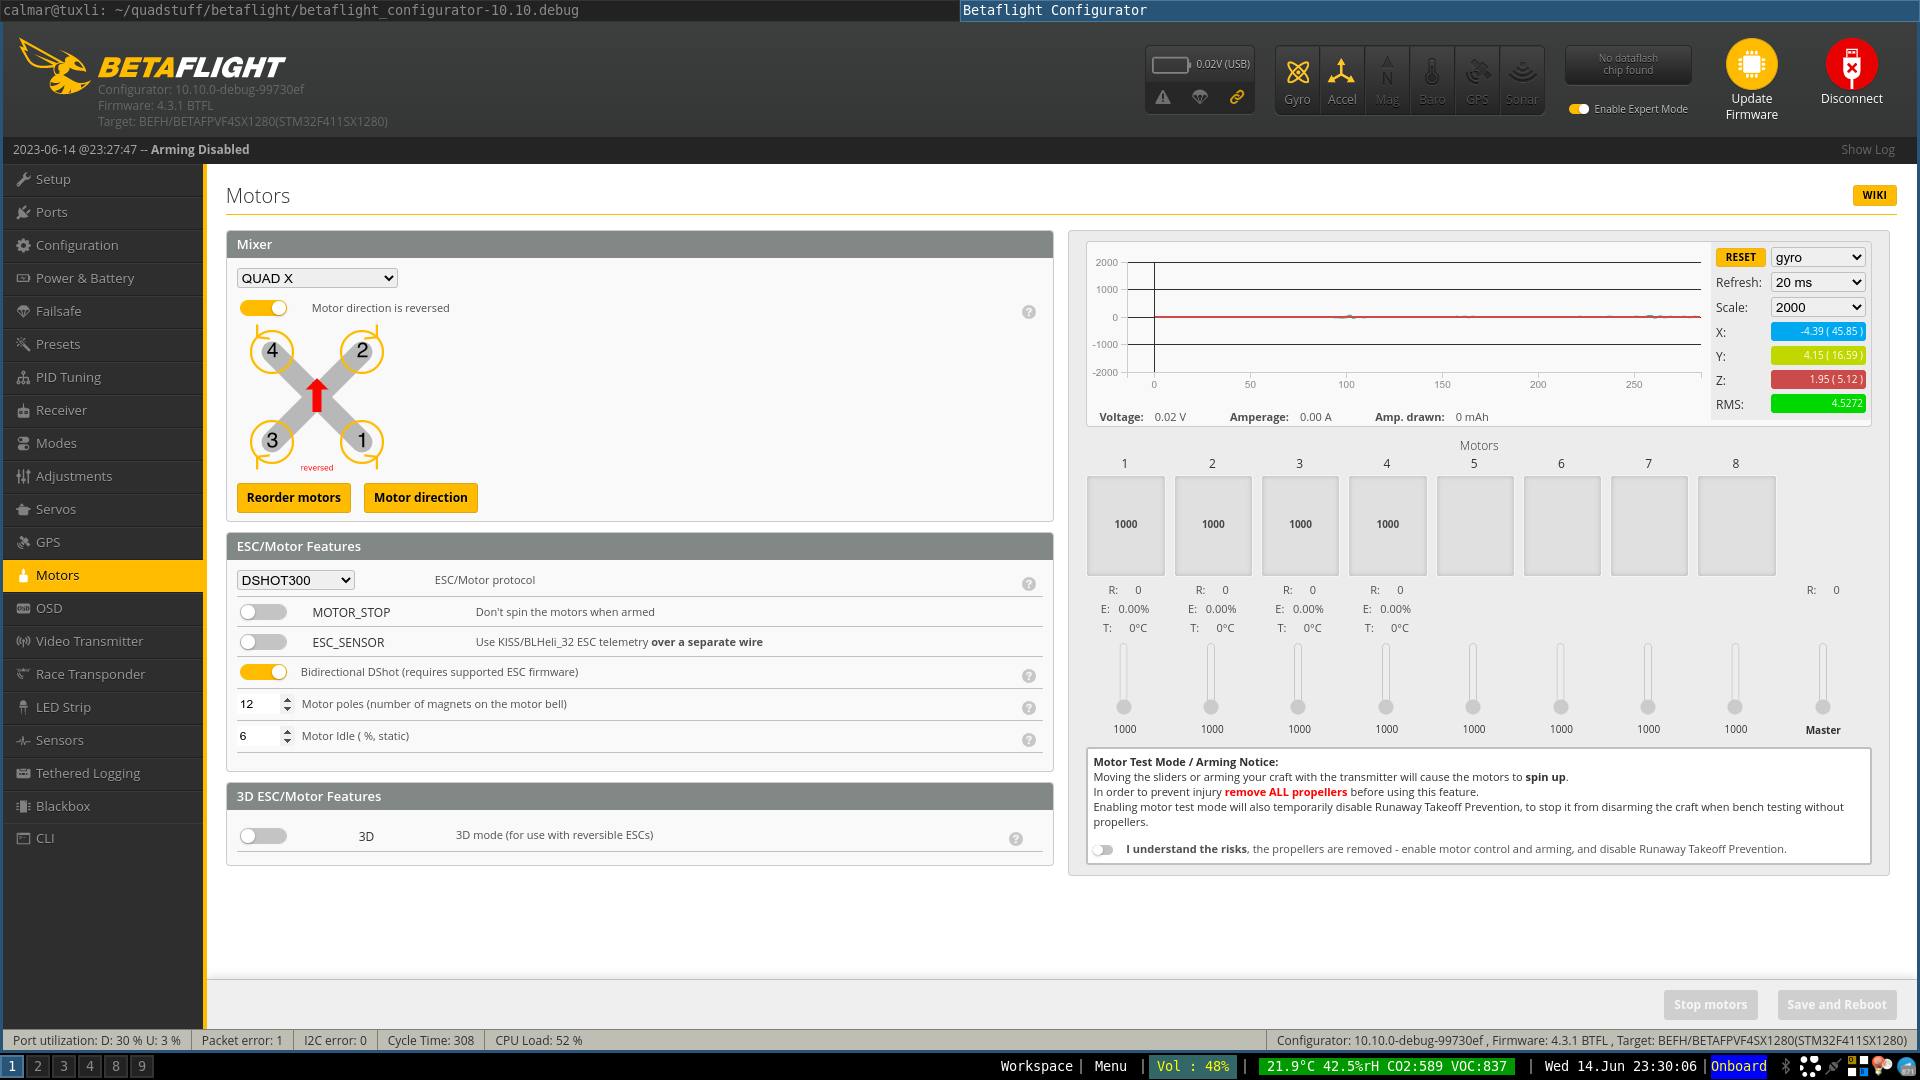 calmar@tuxli: ~/quadstuff/betaflight/betaflight_configurator-10.10.debug
Betaflight Configurator
BETAFLIGHT
Configurator: 10.10.0-debug-99730ef
Firmware: 4.3.1 BTFL
Target: BEFH/BETAFPVF4SX1280(STM32F411SX1280)
0.02V (USB)
Gyro
Accel
Mag
Baro
GPS
Sonar
No dataflash
chip found
Enable Expert Mode
Update
Firmware
Disconnect
2023-06-14 @23:27:47 -- Arming Disabled
Show Log
Setup
Ports
Configuration
Power & Battery
Failsafe
Presets
PID Tuning
Receiver
Modes
Adjustments
Servos
GPS
Motors
OSD
Video Transmitter
Race Transponder
LED Strip
Sensors
Tethered Logging
Blackbox
CLI
Motors
WIKI
Mixer
QUAD X
Motor direction is reversed
?
4 2
3 1
reversed
Reorder motors
Motor direction
ESC/Motor Features
DSHOT300
ESC/Motor protocol
?
MOTOR_STOP
Don't spin the motors when armed
ESC_SENSOR
Use KISS/BLHeli_32 ESC telemetry over a separate wire
Bidirectional DShot (requires supported ESC firmware)
?
12
Motor poles (number of magnets on the motor bell)
?
6
Motor Idle ( %, static)
?
3D ESC/Motor Features
3D
3D mode (for use with reversible ESCs)
?
2000
1000
0
-1000
-2000
0 50 100 150 200 250
Voltage: 0.02 V Amperage: 0.00 A Amp. drawn: 0 mAh
RESET
gyro
Refresh: 20 ms
Scale: 2000
X: -4.39 ( 45.85 )
Y: 4.15 ( 16.59 )
Z: 1.95 ( 5.12 )
RMS: 4.5272
Motors
1 2 3 4 5 6 7 8
1000 1000 1000 1000
R: 0 R: 0 R: 0 R: 0 R: 0
E: 0.00% E: 0.00% E: 0.00% E: 0.00%
T: 0°C T: 0°C T: 0°C T: 0°C
1000 1000 1000 1000 1000 1000 1000 1000 Master
Motor Test Mode / Arming Notice:
Moving the sliders or arming your craft with the transmitter will cause the motors to spin up.
In order to prevent injury remove ALL propellers before using this feature.
Enabling motor test mode will also temporarily disable Runaway Takeoff Prevention, to stop it from disarming the craft when bench testing without
propellers.
I understand the risks, the propellers are removed - enable motor control and arming, and disable Runaway Takeoff Prevention.
Stop motors
Save and Reboot
Port utilization: D: 30 % U: 3 %
Packet error: 1
I2C error: 0
Cycle Time: 308
CPU Load: 52 %
Configurator: 10.10.0-debug-99730ef , Firmware: 4.3.1 BTFL , Target: BEFH/BETAFPVF4SX1280(STM32F411SX1280)
1 2 3 4 8 9
Workspace | Menu | Vol : 48% | 21.9°C 42.5%rH CO2:589 VOC:837 | Wed 14.Jun 23:30:06 | Onboard